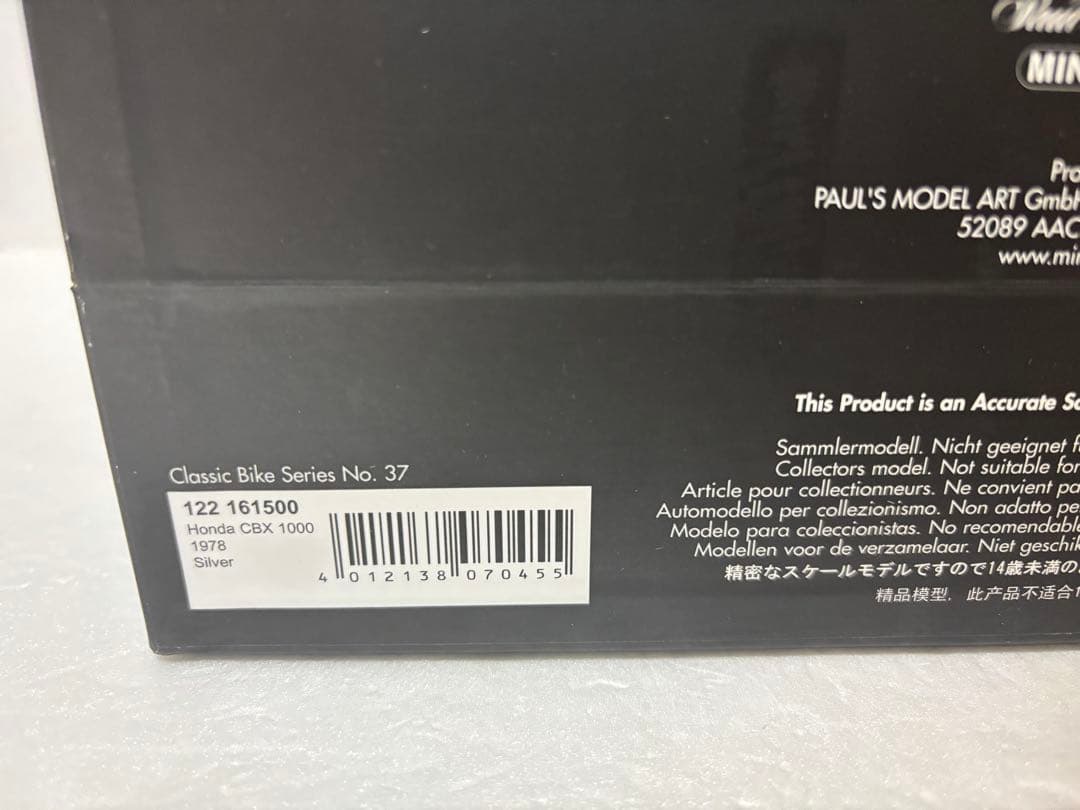 MIN
Pro
PAUL'S MODEL ART GmbH
52089 AAC
www.min
This Product is an Accurate Sc
Sammlermodell. Nicht geeignet f
Collectors model. Not suitable for
Article pour collectionneurs. Ne convient pa
Automodello per collezionismo. Non adatto pe
Modelo para coleccionistas. No recomendable
Modellen voor de verzamelaar. Niet geschik
精密なスケールモデルですので14歳未満の
精品模型，此产品不适合1
Classic Bike Series No. 37
122 161500
Honda CBX 1000
1978
Silver
4 012138 070455